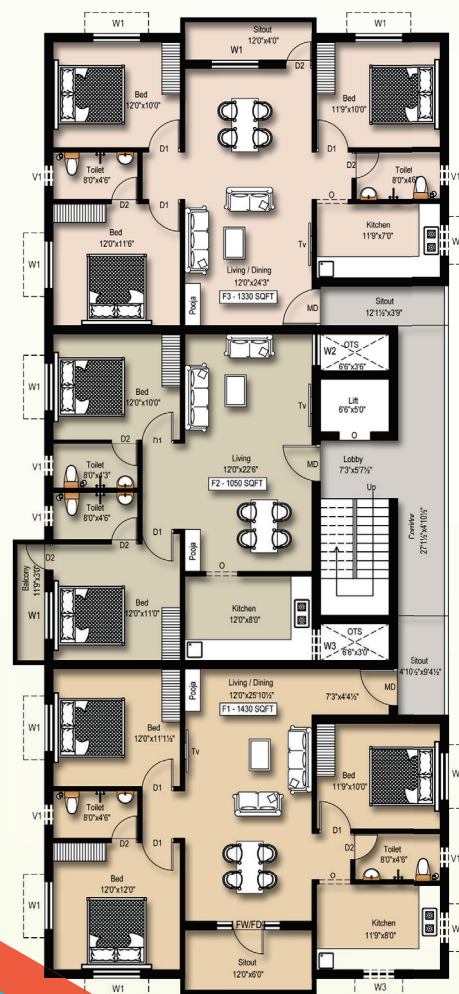 W1
Sitout
12'0"x4'0"
W1
W1
D2
Bed
12'0"x10'0"
Bed
11'9"x10'0"
D1
D1
D2
V1
Toilet
8'0"x4'6"
Toilet
8'0"x4'6"
V1
D2
D1
O
W1
Bed
12'0"x11'6"
Kitchen
11'9"x7'0"
Tv
Living / Dining
12'0"x24'3"
F3 - 1330 SQFT
Pooja
MD
Sitout
12'1½"x3'9"
W1
Bed
12'0"x10'0"
W2
OTS
6'6"x3'6"
Tv
Lift
6'6"x5'0"
O
D2
D1
V1
Toilet
8'0"x4'3"
Living
12'0"x22'6"
F2 - 1050 SQFT
MD
Lobby
7'3"x5'7½"
Up
V1
Toilet
8'0"x4'6"
D2
D1
Corridor
27'1½"x4'10½"
Pooja
D2
Balcony
11'9"x3'0"
W1
Bed
12'0"x11'0"
O
Kitchen
12'0"x8'0"
W3
OTS
6'6"x3'0"
Sitout
4'10½"x9'4½"
Pooja
Living / Dining
12'0"x25'10½"
F1 - 1430 SQFT
7'3"x4'4½"
MD
W1
Bed
12'0"x11'1½"
Tv
Bed
11'9"x10'0"
V1
Toilet
8'0"x4'6"
D1
D2
D1
D1
D2
Toilet
8'0"x4'6"
V1
O
W1
Bed
12'0"x12'0"
Kitchen
11'9"x8'0"
FW/FD
Sitout
12'0"x6'0"
W1
W3